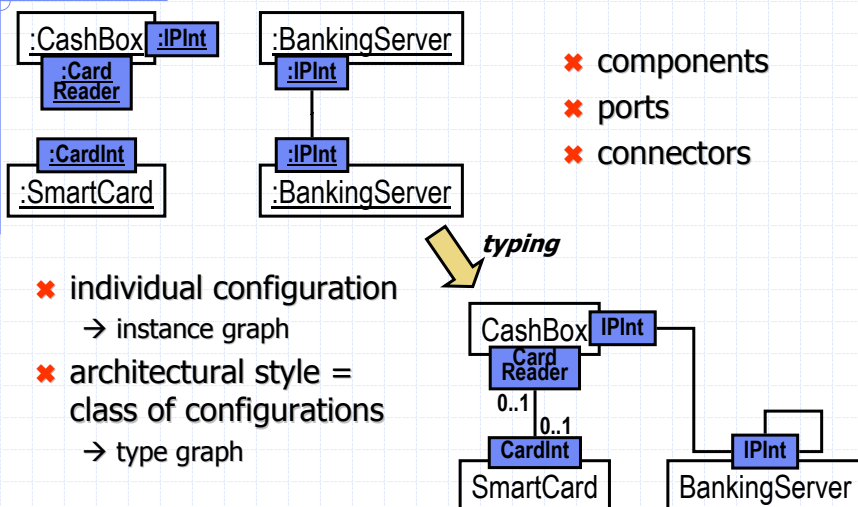 :CashBox :IPInt
:Card
Reader
:BankingServer
:IPInt
:CardInt
:SmartCard
:IPInt
:BankingServer
✖ components
✖ ports
✖ connectors
typing
✖ individual configuration
→ instance graph
✖ architectural style =
class of configurations
→ type graph
CashBox IPInt
Card
Reader
0..1
0..1
CardInt
SmartCard
IPInt
BankingServer